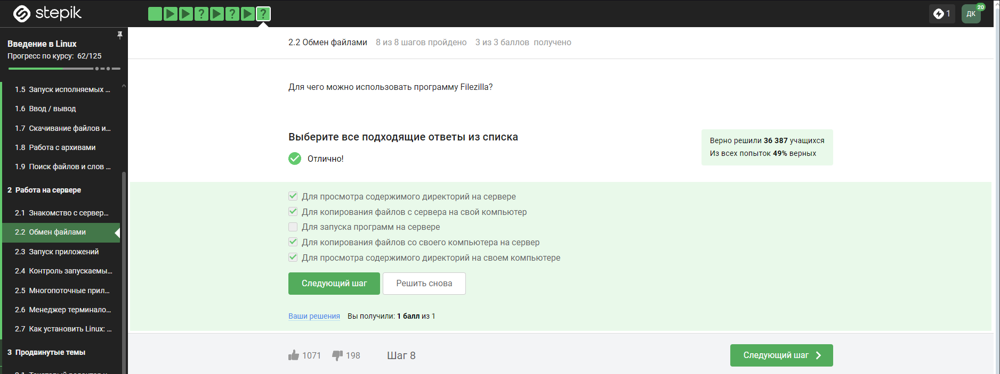 stepik
? ? ?
1
ДК
20
Введение в Linux
Прогресс по курсу: 62/125
1.5 Запуск исполняемых ...
1.6 Ввод / вывод
1.7 Скачивание файлов и...
1.8 Работа с архивами
1.9 Поиск файлов и слов ...
2 Работа на сервере
2.1 Знакомство с сервер...
2.2 Обмен файлами
2.3 Запуск приложений
2.4 Контроль запускаемы...
2.5 Многопоточные прил...
2.6 Менеджер терминало...
2.7 Как установить Linux: ...
3 Продвинутые темы
2.2 Обмен файлами 8 из 8 шагов пройдено 3 из 3 баллов получено
Для чего можно использовать программу Filezilla?
Выберите все подходящие ответы из списка
Отлично!
Верно решили 36 387 учащихся
Из всех попыток 49% верных
Для просмотра содержимого директорий на сервере
Для копирования файлов с сервера на свой компьютер
Для запуска программ на сервере
Для копирования файлов со своего компьютера на сервер
Для просмотра содержимого директорий на своем компьютере
Следующий шаг
Решить снова
Ваши решения Вы получили: 1 балл из 1
1071 198 Шаг 8
Следующий шаг